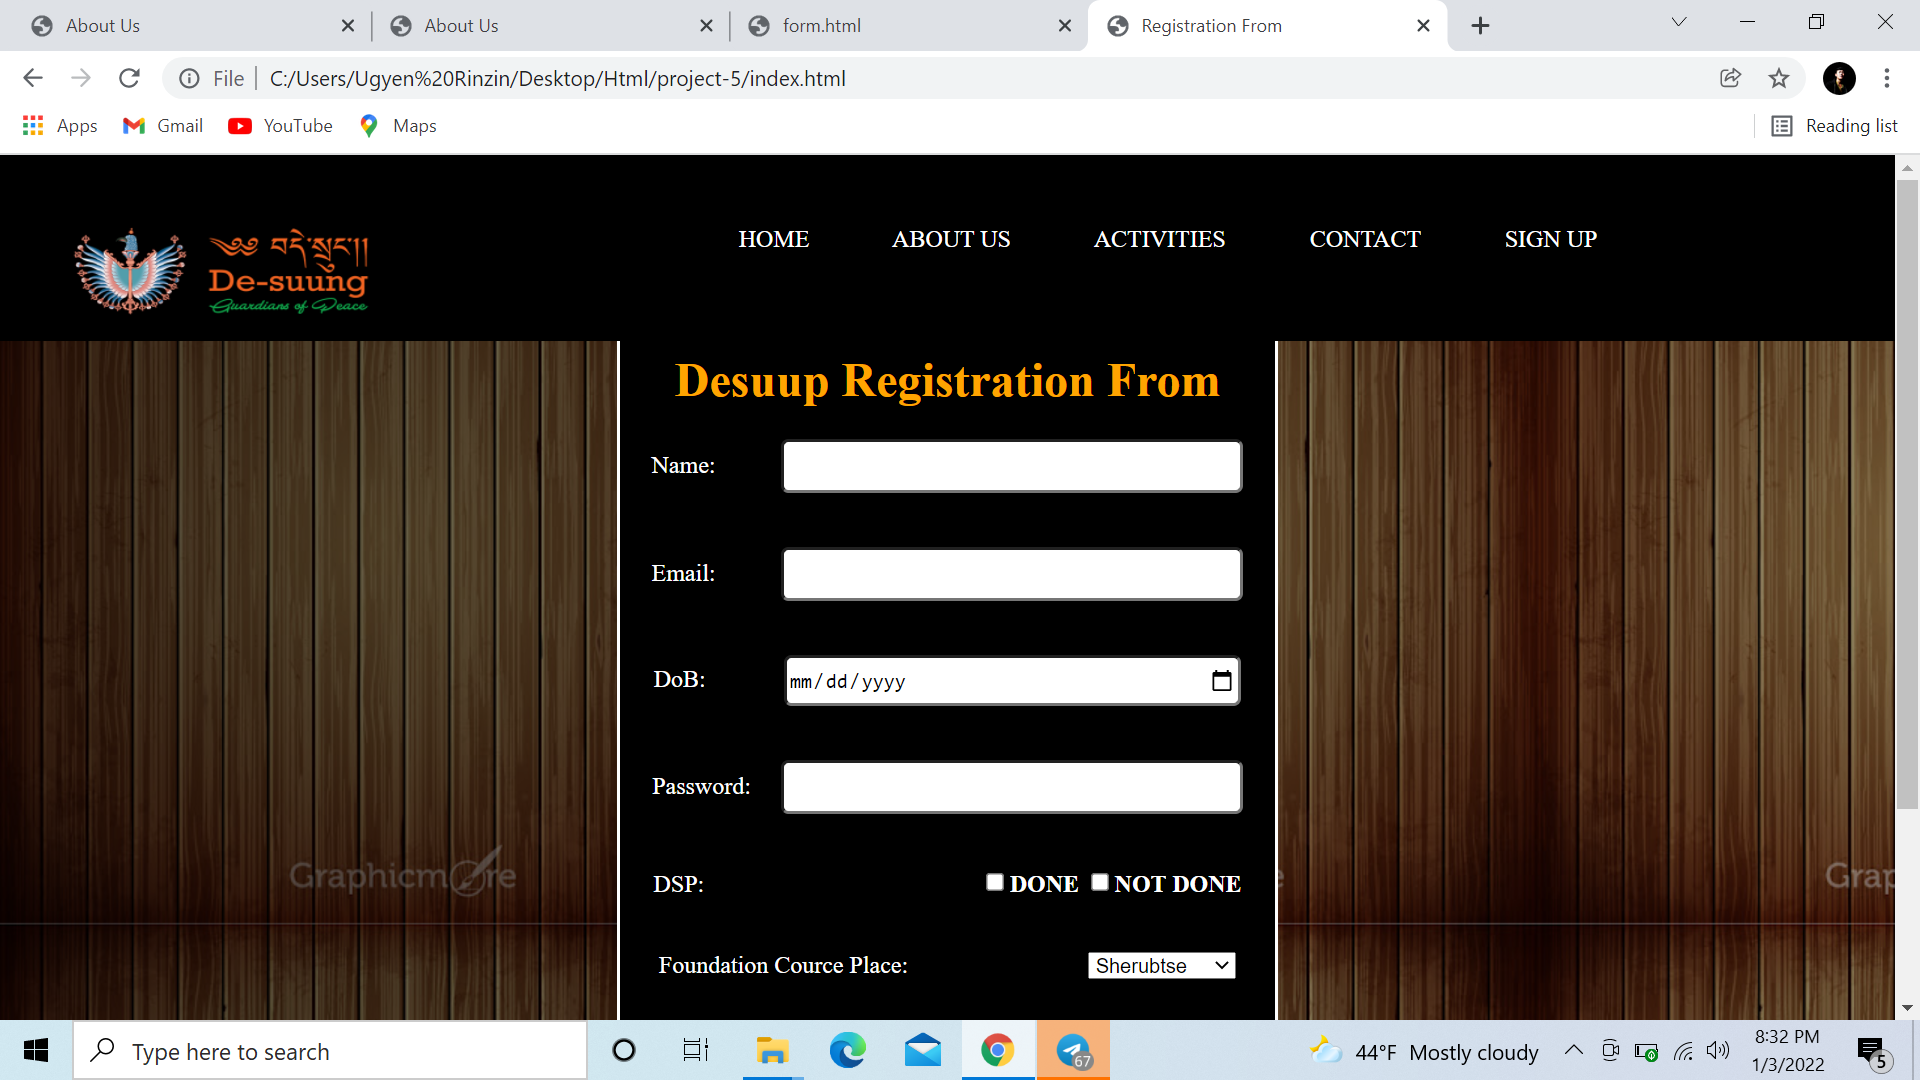 About Us
About Us
form.html
Registration From
File
C:/Users/Ugyen%20Rinzin/Desktop/Html/project-5/index.html
Apps
Gmail
YouTube
Maps
Reading list
བདེ་སྲུང༎
De-suung
Guardians of Peace
HOME
ABOUT US
ACTIVITIES
CONTACT
SIGN UP
Desuup Registration From
Name:
Email:
DoB:
mm/dd/yyyy
Password:
DSP:
DONE
NOT DONE
Graphicmore
Grap
Foundation Cource Place:
Sherubtse
Type here to search
67
44°F Mostly cloudy
8:32 PM
1/3/2022
5